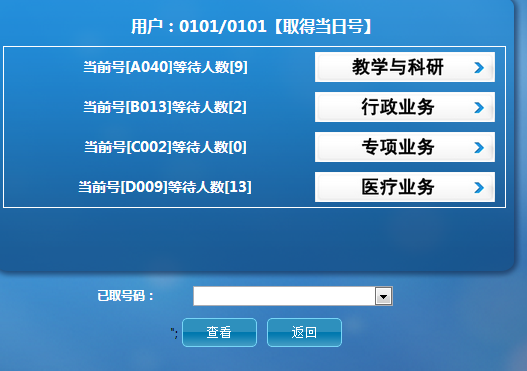 用户：0101/0101【取得当日号】
当前号[A040]等待人数[9] 教学与科研
当前号[B013]等待人数[2] 行政业务
当前号[C002]等待人数[0] 专项业务
当前号[D009]等待人数[13] 医疗业务
已取号码：
"; 查看 返回